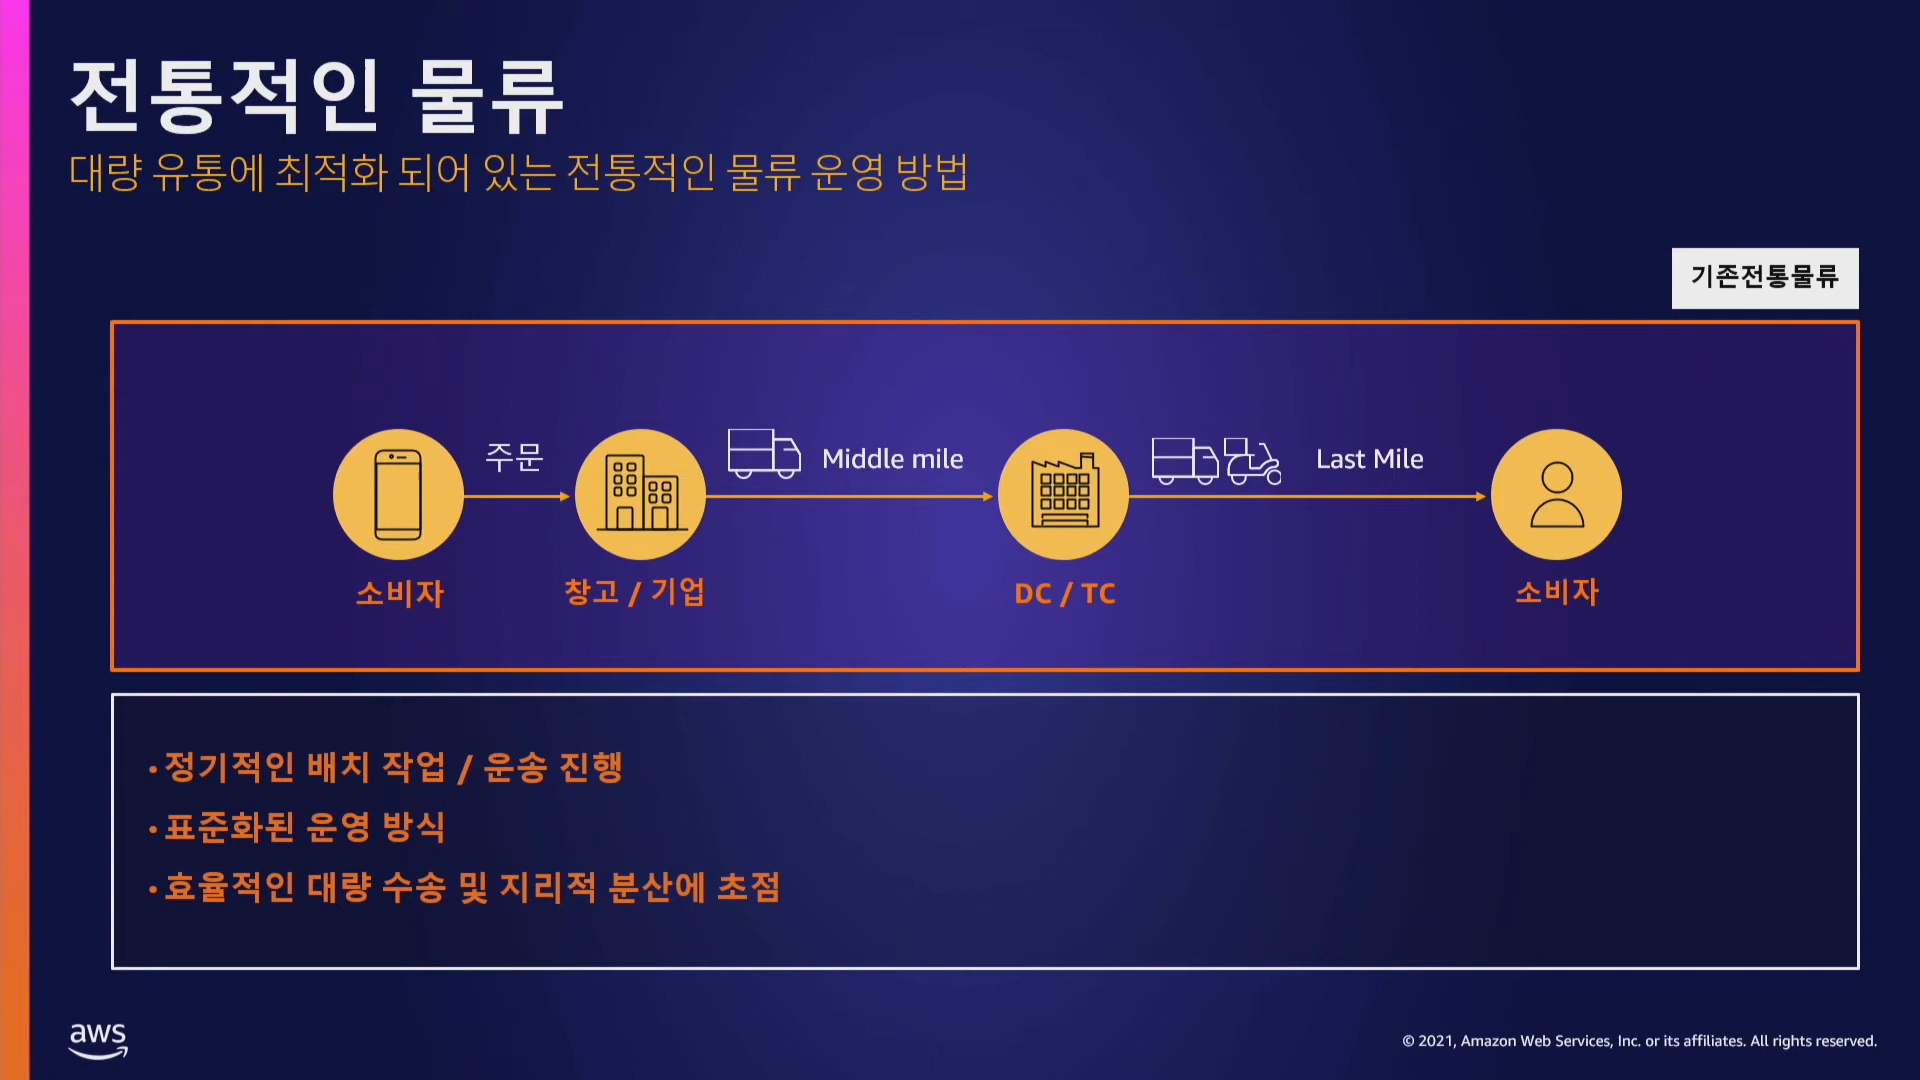 전통적인 물류
대량 유통에 최적화 되어 있는 전통적인 물류 운영 방법
기존전통물류
주문
Middle mile
Last Mile
소비자
창고 / 기업
DC / TC
소비자
• 정기적인 배치 작업 / 운송 진행
• 표준화된 운영 방식
• 효율적인 대량 수송 및 지리적 분산에 초점
aws
© 2021, Amazon Web Services, Inc. or its affiliates. All rights reserved.